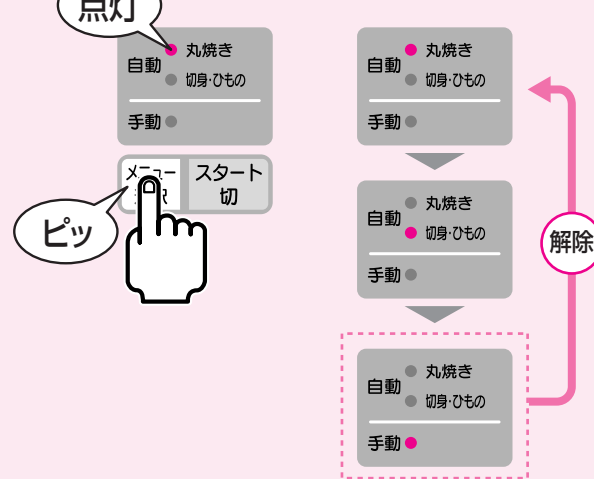 点灯
自動
丸焼き
切身・ひもの
手動
メニュー
選択
スタート
切
ピッ
自動
丸焼き
切身・ひもの
手動
自動
丸焼き
切身・ひもの
手動
自動
丸焼き
切身・ひもの
手動
解除